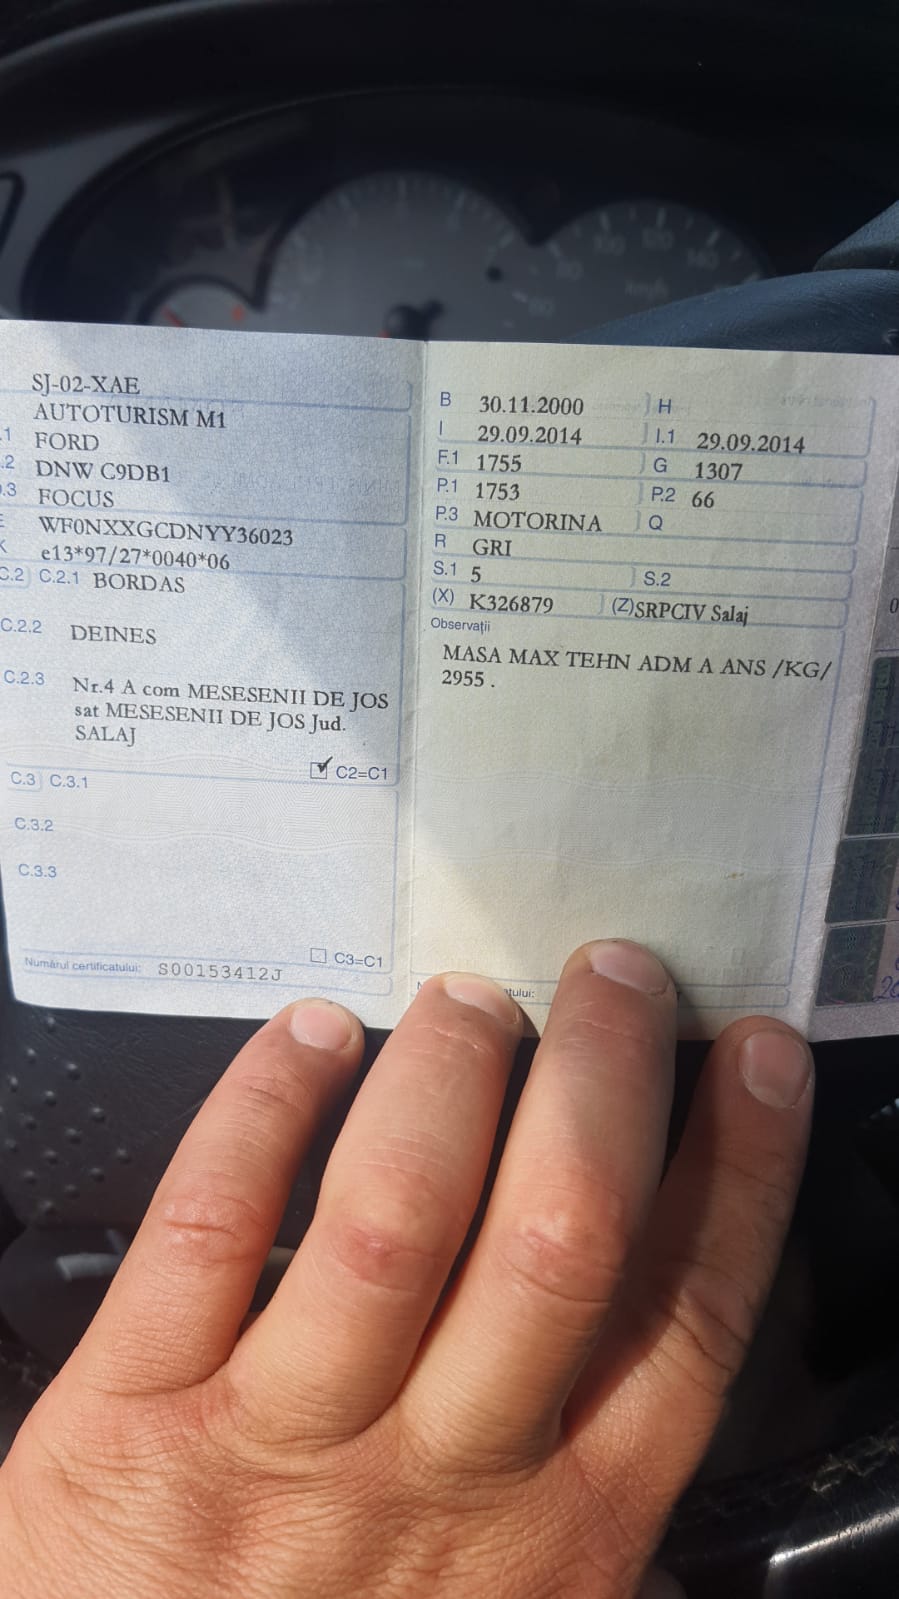 SJ-02-XAE
AUTOTURISM M1
.1 FORD
.2 DNW C9DB1
.3 FOCUS
E WF0NXXGCDNYY36023
K e13*97/27*0040*06
C.2 C.2.1 BORDAS
C.2.2 DEINES
C.2.3 Nr.4 A com MESESENII DE JOS
sat MESESENII DE JOS Jud.
SALAJ
C2=C1
C.3 C.3.1
C.3.2
C.3.3
C3=C1
Numărul certificatului: S00153412J
B 30.11.2000 H
I 29.09.2014 I.1 29.09.2014
F.1 1755 G 1307
P.1 1753 P.2 66
P.3 MOTORINA Q
R GRI
S.1 5 S.2
(X) K326879 (Z) SRPCIV Salaj
Observații
MASA MAX TEHN ADM A ANS /KG/
2955 .